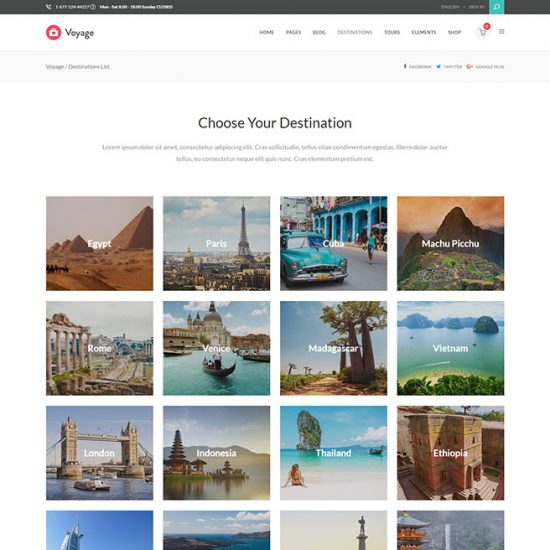 1-677-124-44227 Mon - Sat 8.00 - 18.00 Sunday CLOSED ENGLISH SIGN IN
Voyage HOME PAGES BLOG DESTINATIONS TOURS ELEMENTS SHOP 0
Voyage / Destinations List FACEBOOK TWITTER GOOGLE PLUS
Choose Your Destination
Lorem ipsum dolor sit amet, consectetur adipiscing elit. Cras sollicitudin, tellus vitae condimentum egestas, libero dolor auctor
tellus, eu consectetur neque elit quis nunc. Cras elementum pretium est.
Egypt Paris Cuba Machu Picchu
Rome Venice Madagascar Vietnam
London Indonesia Thailand Ethiopia